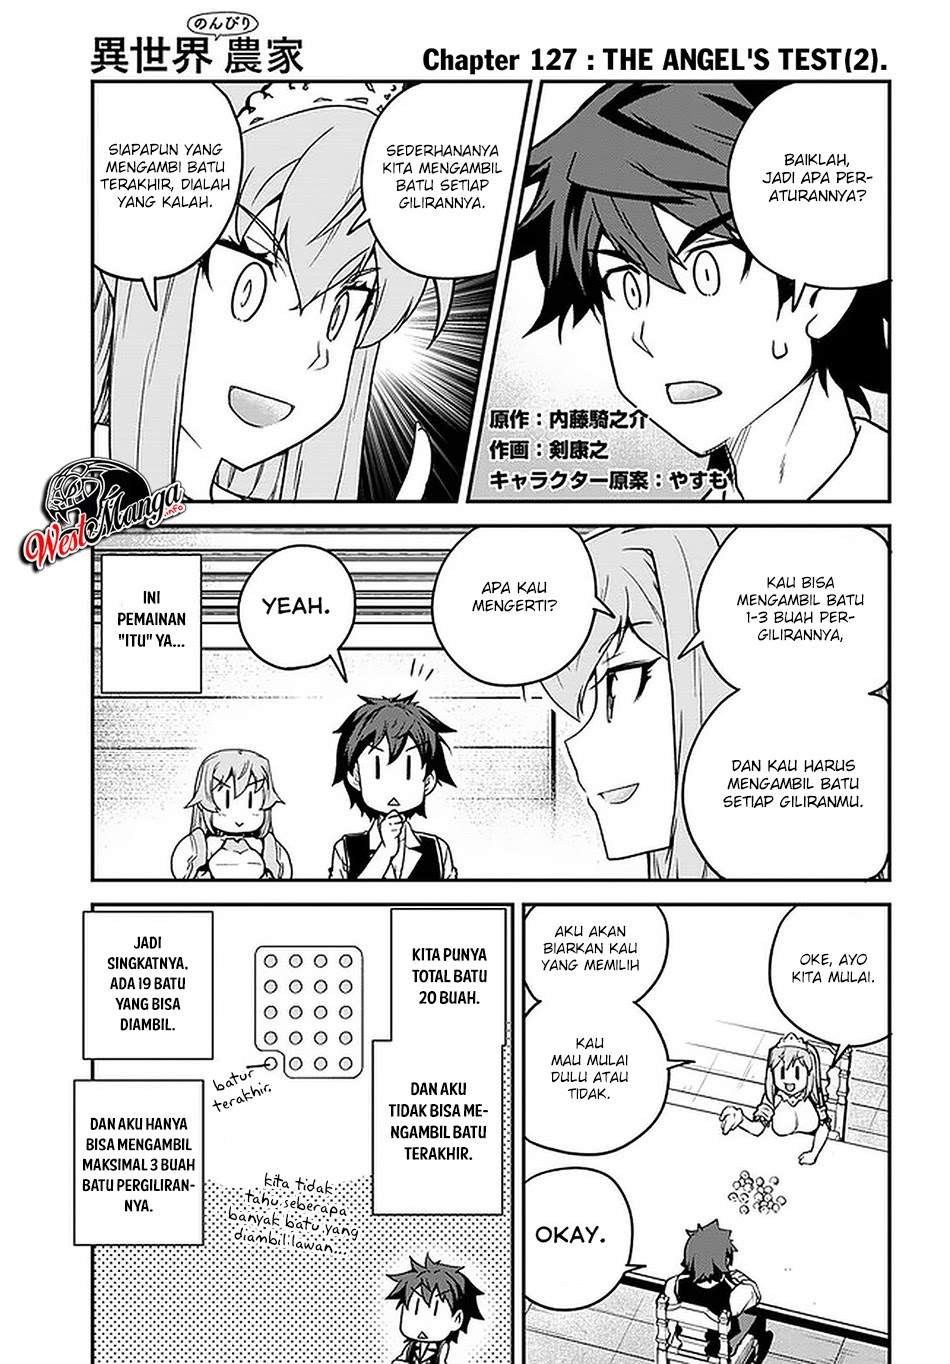 のんびり
異世界 農家
Chapter 127 : THE ANGEL'S TEST(2).
BAIKLAH,
JADI APA PER-
ATURANNYA?
SEDERHANANYA
KITA MENGAMBIL
BATU SETIAP
GILIRANNYA.
SIAPAPUN YANG
MENGAMBI BATU
TERAKHIR, DIALAH
YANG KALAH.
原作：内藤騎之介
作画：剣康之
キャラクター原案：やすも
WestManga
.info
KAU BISA
MENGAMBIL BATU
1-3 BUAH PER-
GILIRANNYA,
DAN KAU HARUS
MENGAMBIL BATU
SETIAP GILIRANMU.
APA KAU
MENGERTI?
YEAH.
INI
PEMAINAN
"ITU" YA...
OKE, AYO
KITA MULAI.
AKU AKAN
BIARKAN KAU
YANG MEMILIH
KAU
MAU MULAI
DULU ATAU
TIDAK.
OKAY.
KITA PUNYA
TOTAL BATU
20 BUAH.
DAN AKU
TIDAK BISA ME-
NGAMBIL BATU
TERAKHIR.
JADI
SINGKATNYA,
ADA 19 BATU
YANG BISA
DIAMBIL.
batur
terakhir.
DAN AKU HANYA
BISA MENGAMBIL
MAKSIMAL 3 BUAH
BATU PERGILIRAN-
NYA.
kita tidak
tahu seberapa
banyak batu yang
diambil lawan...